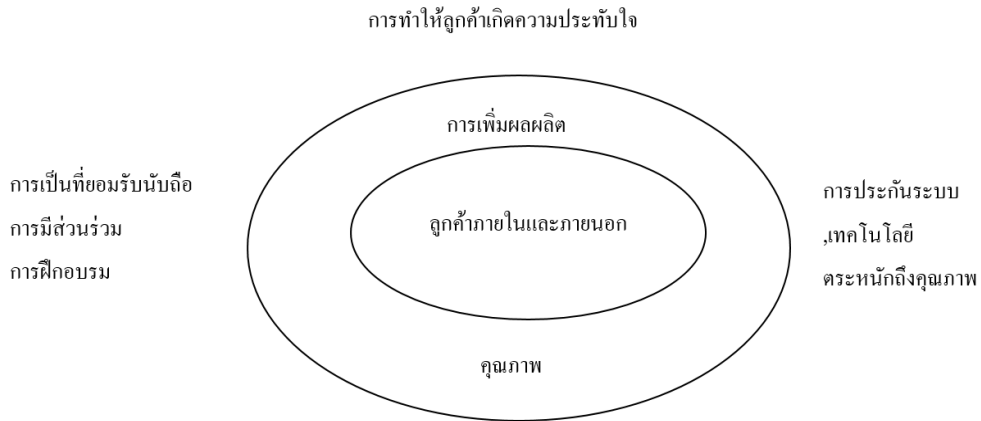 การทำให้ลูกค้าเกิดความประทับใจ
การเพิ่มผลผลิต
การเป็นที่ยอมรับนับถือ
การมีส่วนร่วม
การฝึกอบรม
ลูกค้าภายในและภายนอก
การประกันระบบ
,เทคโนโลยี
ตระหนักถึงคุณภาพ
คุณภาพ